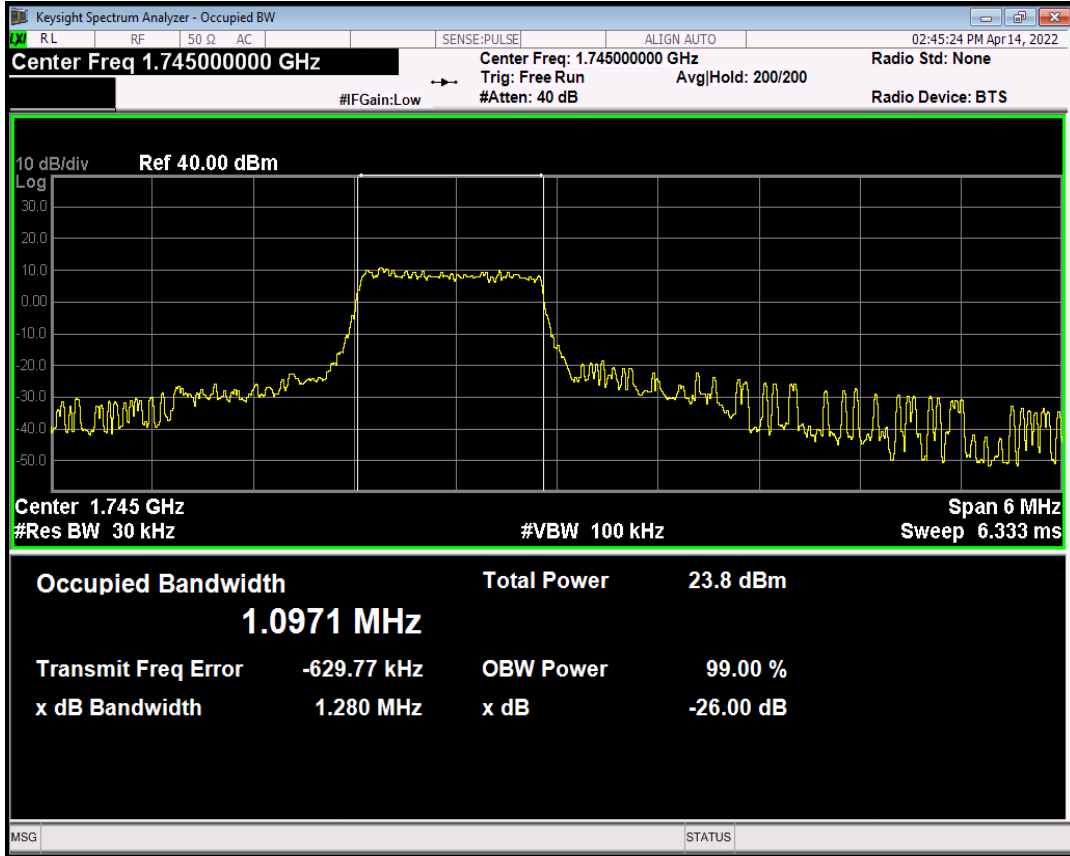 Keysight Spectrum Analyzer - Occupied BW
LXI RL RF 50 Ω AC SENSE:PULSE ALIGN AUTO 02:45:24 PM Apr 14, 2022
Center Freq 1.745000000 GHz Center Freq: 1.745000000 GHz Radio Std: None
Trig: Free Run Avg|Hold: 200/200
#IFGain:Low #Atten: 40 dB Radio Device: BTS
10 dB/div Ref 40.00 dBm
Log
30.0
20.0
10.0
0.00
-10.0
-20.0
-30.0
-40.0
-50.0
Center 1.745 GHz Span 6 MHz
#Res BW 30 kHz #VBW 100 kHz Sweep 6.333 ms
Occupied Bandwidth Total Power 23.8 dBm
1.0971 MHz
Transmit Freq Error -629.77 kHz OBW Power 99.00 %
x dB Bandwidth 1.280 MHz x dB -26.00 dB
MSG STATUS